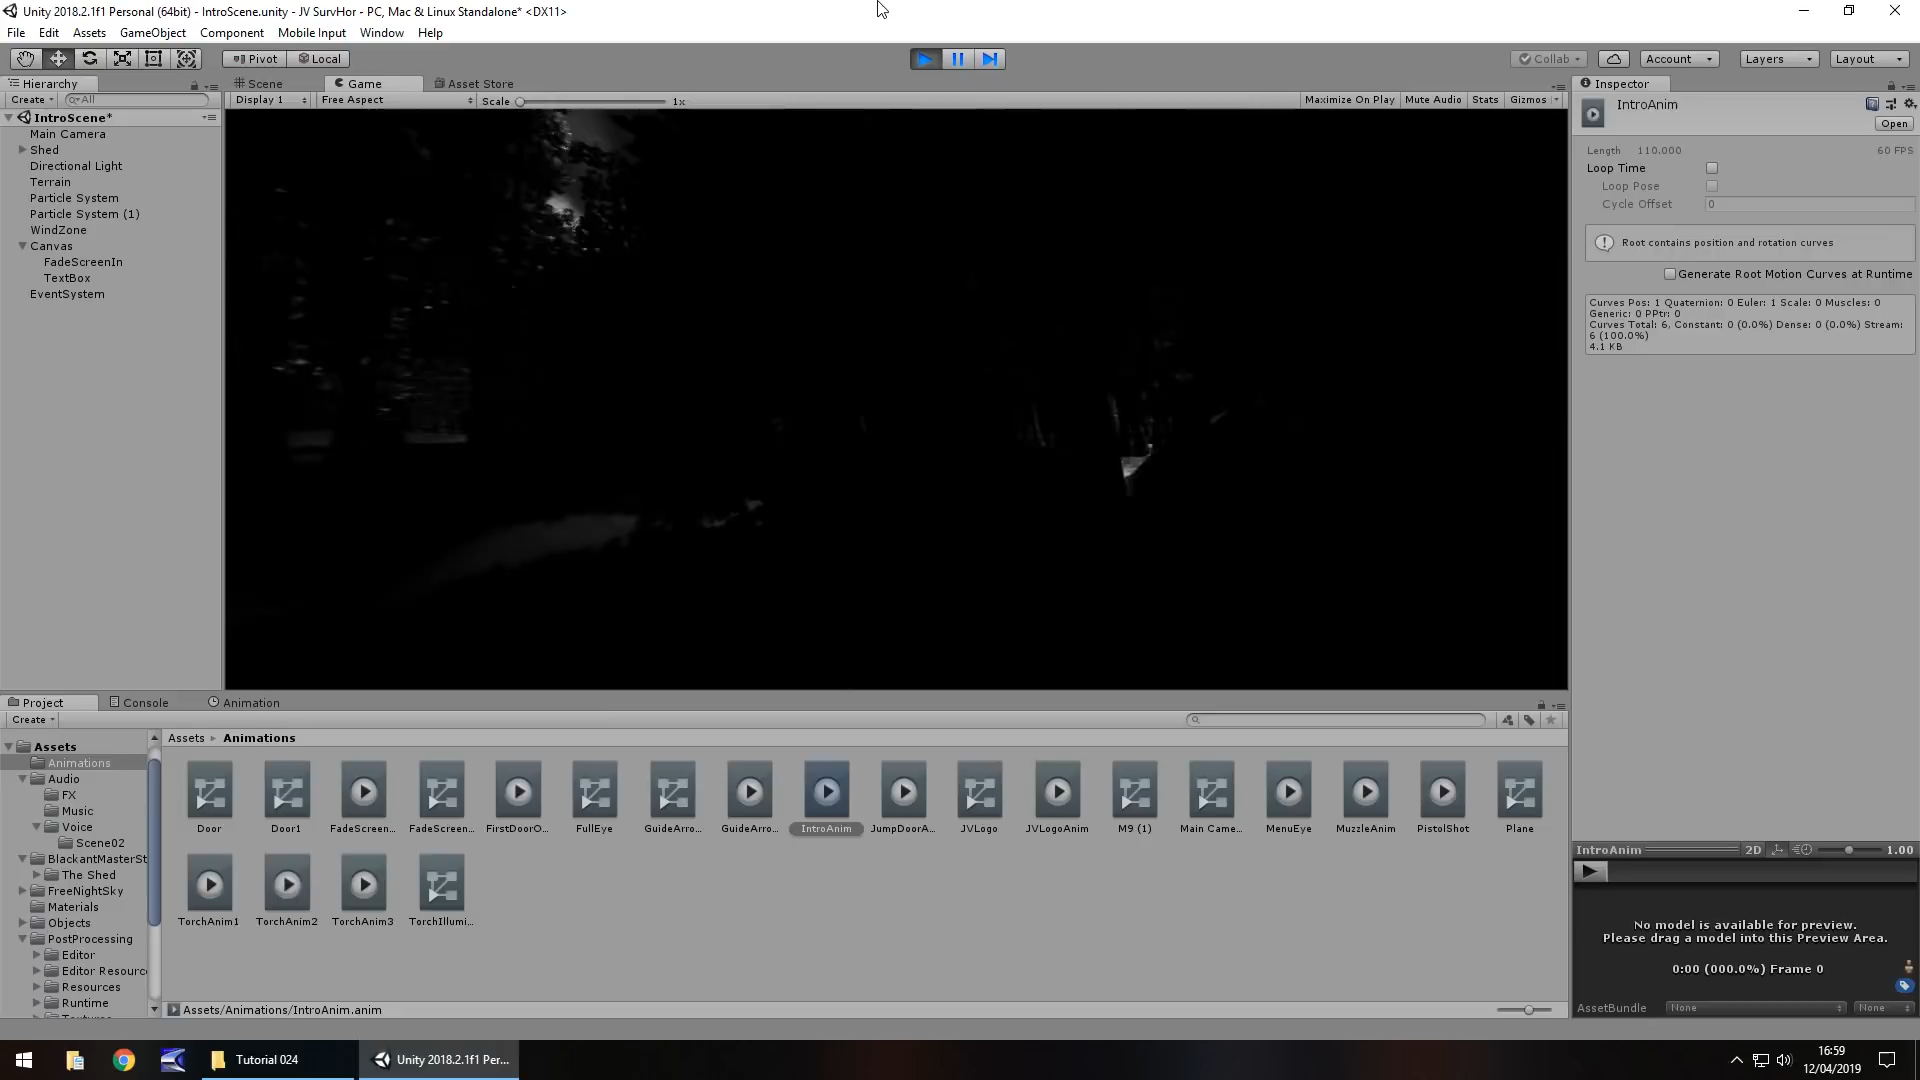 Unity 2018.2.1f1 Personal (64bit) - IntroScene.unity - JV SurvHor - PC, Mac & Linux Standalone* <DX11>
File Edit Assets GameObject Component Mobile Input Window Help
Pivot Local Collab Account Layers Layout
Hierarchy Scene Game Asset Store Inspector
Create All Display 1 Free Aspect Scale 1x Maximize On Play Mute Audio Stats Gizmos
IntroScene*
Main Camera
Shed
Directional Light
Terrain
Particle System
Particle System (1)
WindZone
Canvas
FadeScreenIn
TextBox
EventSystem
IntroAnim
Open
Length 110.000 60 FPS
Loop Time
Loop Pose
Cycle Offset 0
Root contains position and rotation curves
Generate Root Motion Curves at Runtime
Curves Pos: 1 Quaternion: 0 Euler: 1 Scale: 0 Muscles: 0
Generic: 0 PPtr: 0
Curves Total: 6, Constant: 0 (0.0%) Dense: 0 (0.0%) Stream:
6 (100.0%)
4.1 KB
Project Console Animation
Create
Assets
Animations
Audio
FX
Music
Voice
Scene02
BlackantMasterSt
The Shed
FreeNightSky
Materials
Objects
PostProcessing
Editor
Editor Resourc
Resources
Runtime
Assets Animations
Door Door1 FadeScreen... FadeScreen... FirstDoorO... FullEye GuideArro... GuideArro... IntroAnim JumpDoorA... JVLogo JVLogoAnim M9 (1) Main Came... MenuEye MuzzleAnim PistolShot Plane
TorchAnim1 TorchAnim2 TorchAnim3 TorchIllumi...
Assets/Animations/IntroAnim.anim
IntroAnim 2D 1.00
No model is available for preview.
Please drag a model into this Preview Area.
0:00 (000.0%) Frame 0
AssetBundle None None
Tutorial 024 Unity 2018.2.1f1 Per...
16:59
12/04/2019